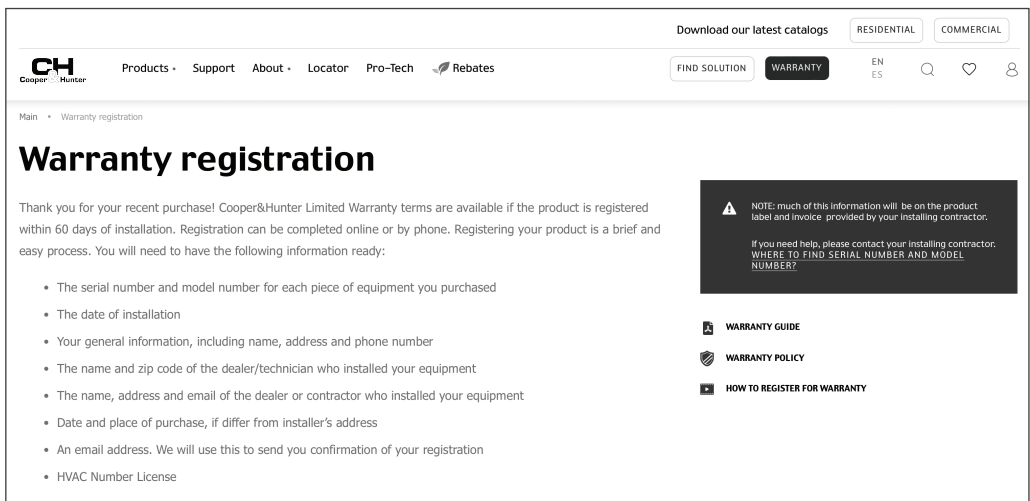 Download our latest catalogs RESIDENTIAL COMMERCIAL
CH
Cooper&Hunter
Products • Support About • Locator Pro-Tech Rebates FIND SOLUTION WARRANTY EN
ES
Main • Warranty registration
Warranty registration
Thank you for your recent purchase! Cooper&Hunter Limited Warranty terms are available if the product is registered
within 60 days of installation. Registration can be completed online or by phone. Registering your product is a brief and
easy process. You will need to have the following information ready:
• The serial number and model number for each piece of equipment you purchased
• The date of installation
• Your general information, including name, address and phone number
• The name and zip code of the dealer/technician who installed your equipment
• The name, address and email of the dealer or contractor who installed your equipment
• Date and place of purchase, if differ from installer's address
• An email address. We will use this to send you confirmation of your registration
• HVAC Number License
NOTE: much of this information will be on the product
label and invoice provided by your installing contractor.
If you need help, please contact your installing contractor.
WHERE TO FIND SERIAL NUMBER AND MODEL
NUMBER?
WARRANTY GUIDE
WARRANTY POLICY
HOW TO REGISTER FOR WARRANTY